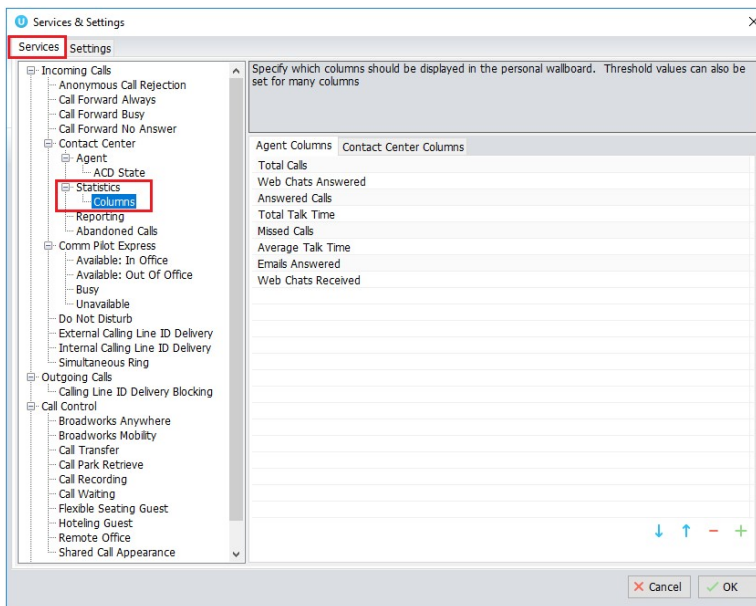 Services & Settings
Services Settings
Incoming Calls
Anonymous Call Rejection
Call Forward Always
Call Forward Busy
Call Forward No Answer
Contact Center
Agent
ACD State
Statistics
Columns
Reporting
Abandoned Calls
Comm Pilot Express
Available: In Office
Available: Out Of Office
Busy
Unavailable
Do Not Disturb
External Calling Line ID Delivery
Internal Calling Line ID Delivery
Simultaneous Ring
Outgoing Calls
Calling Line ID Delivery Blocking
Call Control
Broadworks Anywhere
Broadworks Mobility
Call Transfer
Call Park Retrieve
Call Recording
Call Waiting
Flexible Seating Guest
Hoteling Guest
Remote Office
Shared Call Appearance
Specify which columns should be displayed in the personal wallboard. Threshold values can also be
set for many columns
Agent Columns Contact Center Columns
Total Calls
Web Chats Answered
Answered Calls
Total Talk Time
Missed Calls
Average Talk Time
Emails Answered
Web Chats Received
Cancel OK